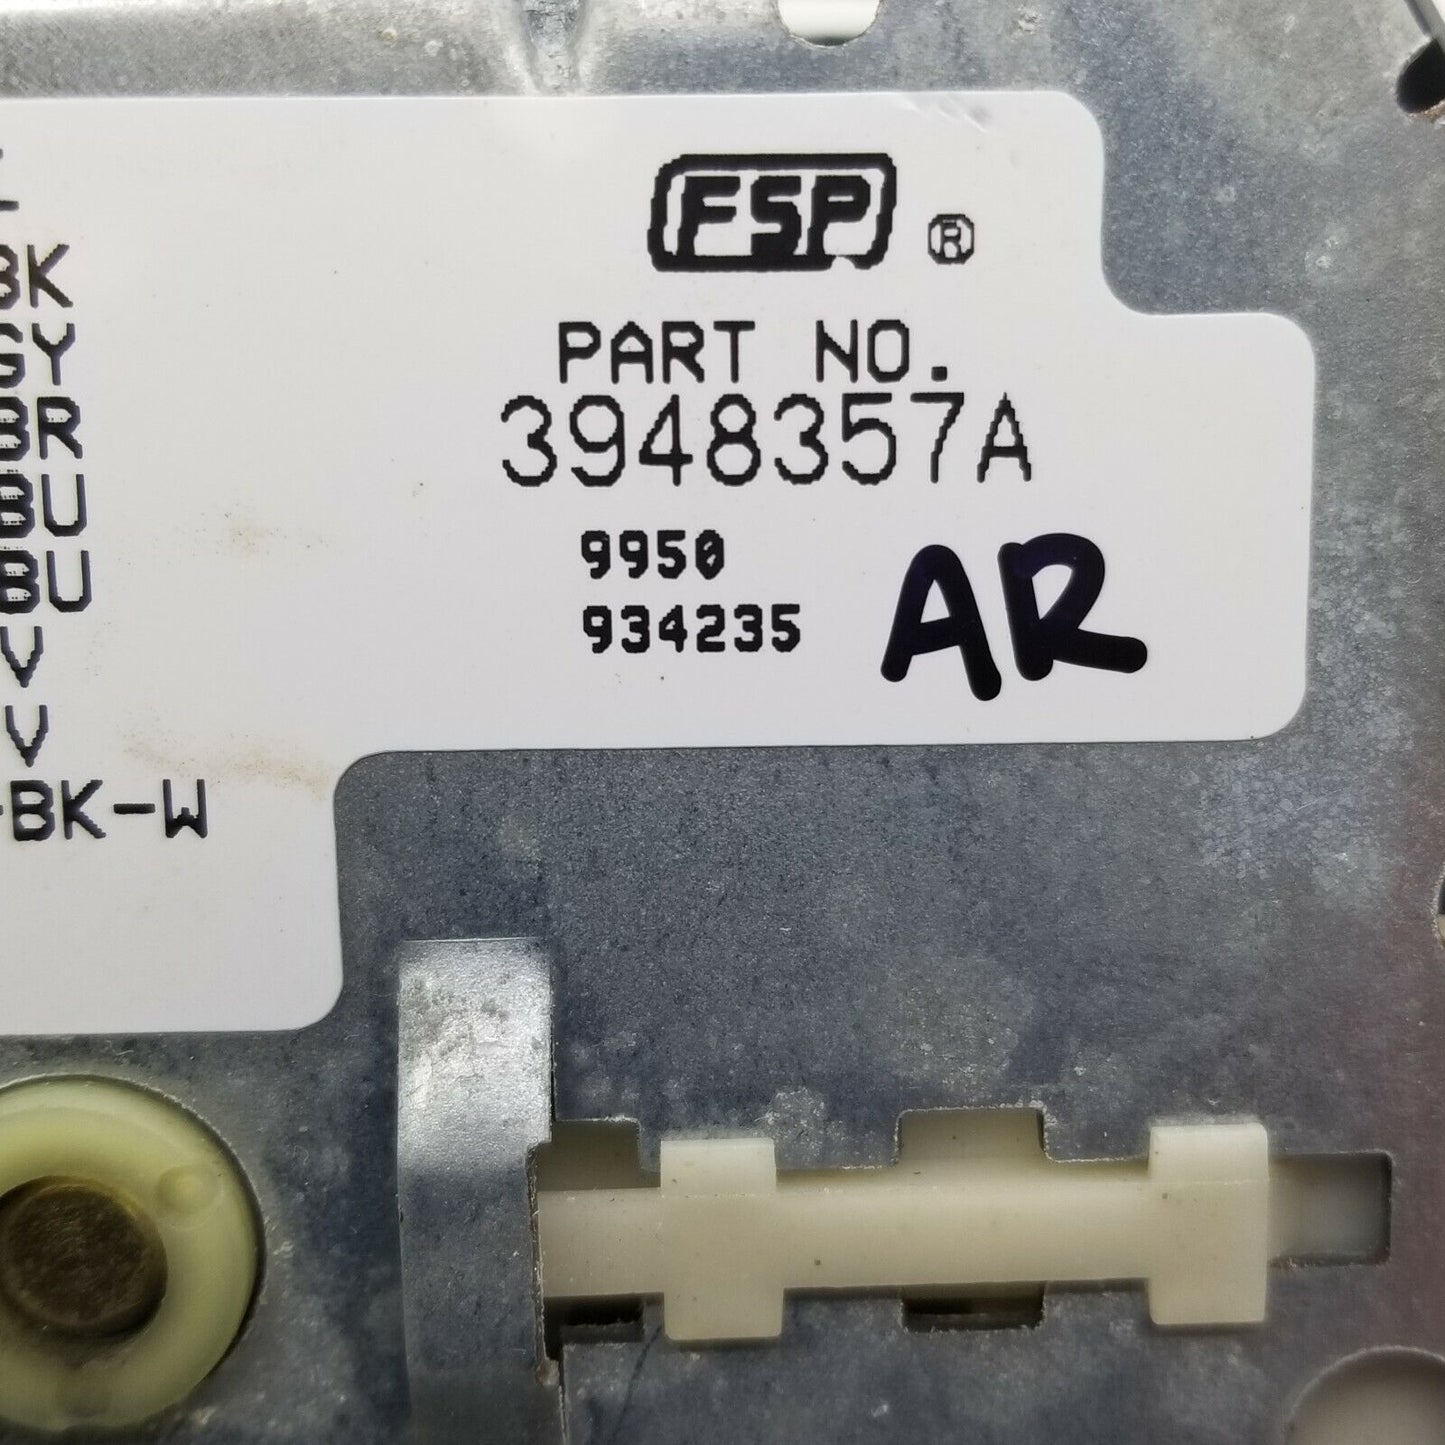 FSP ®
BK
GY
PART NO.
BR
3948357A
BU
9950
BU
934235
AR
V
V
-BK-W